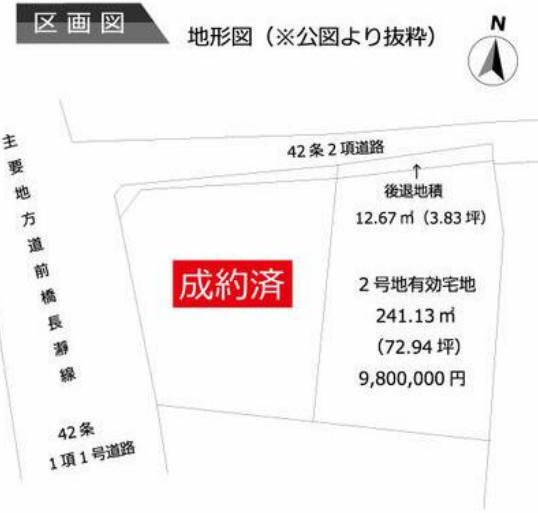 区画図
地形図（※公図より抜粋）
N
主要地方道前橋長瀞線
42条2項道路
↑
後退地積
12.67㎡（3.83坪）
成約済
2号地有効宅地
241.13㎡
（72.94坪）
9,800,000円
42条
1項1号道路